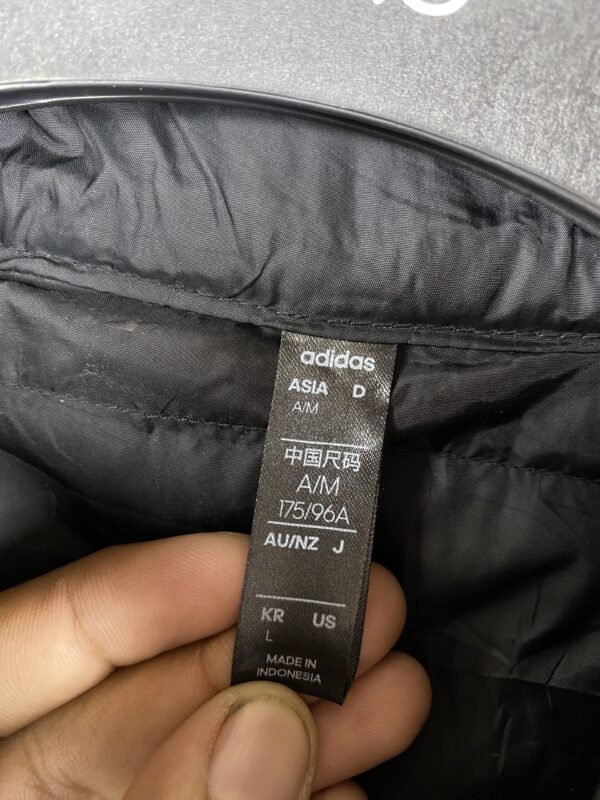 adidas
ASIA D
A/M
中国尺码
A/M
175/96A
AU/NZ J
KR US
L
MADE IN
INDONESIA